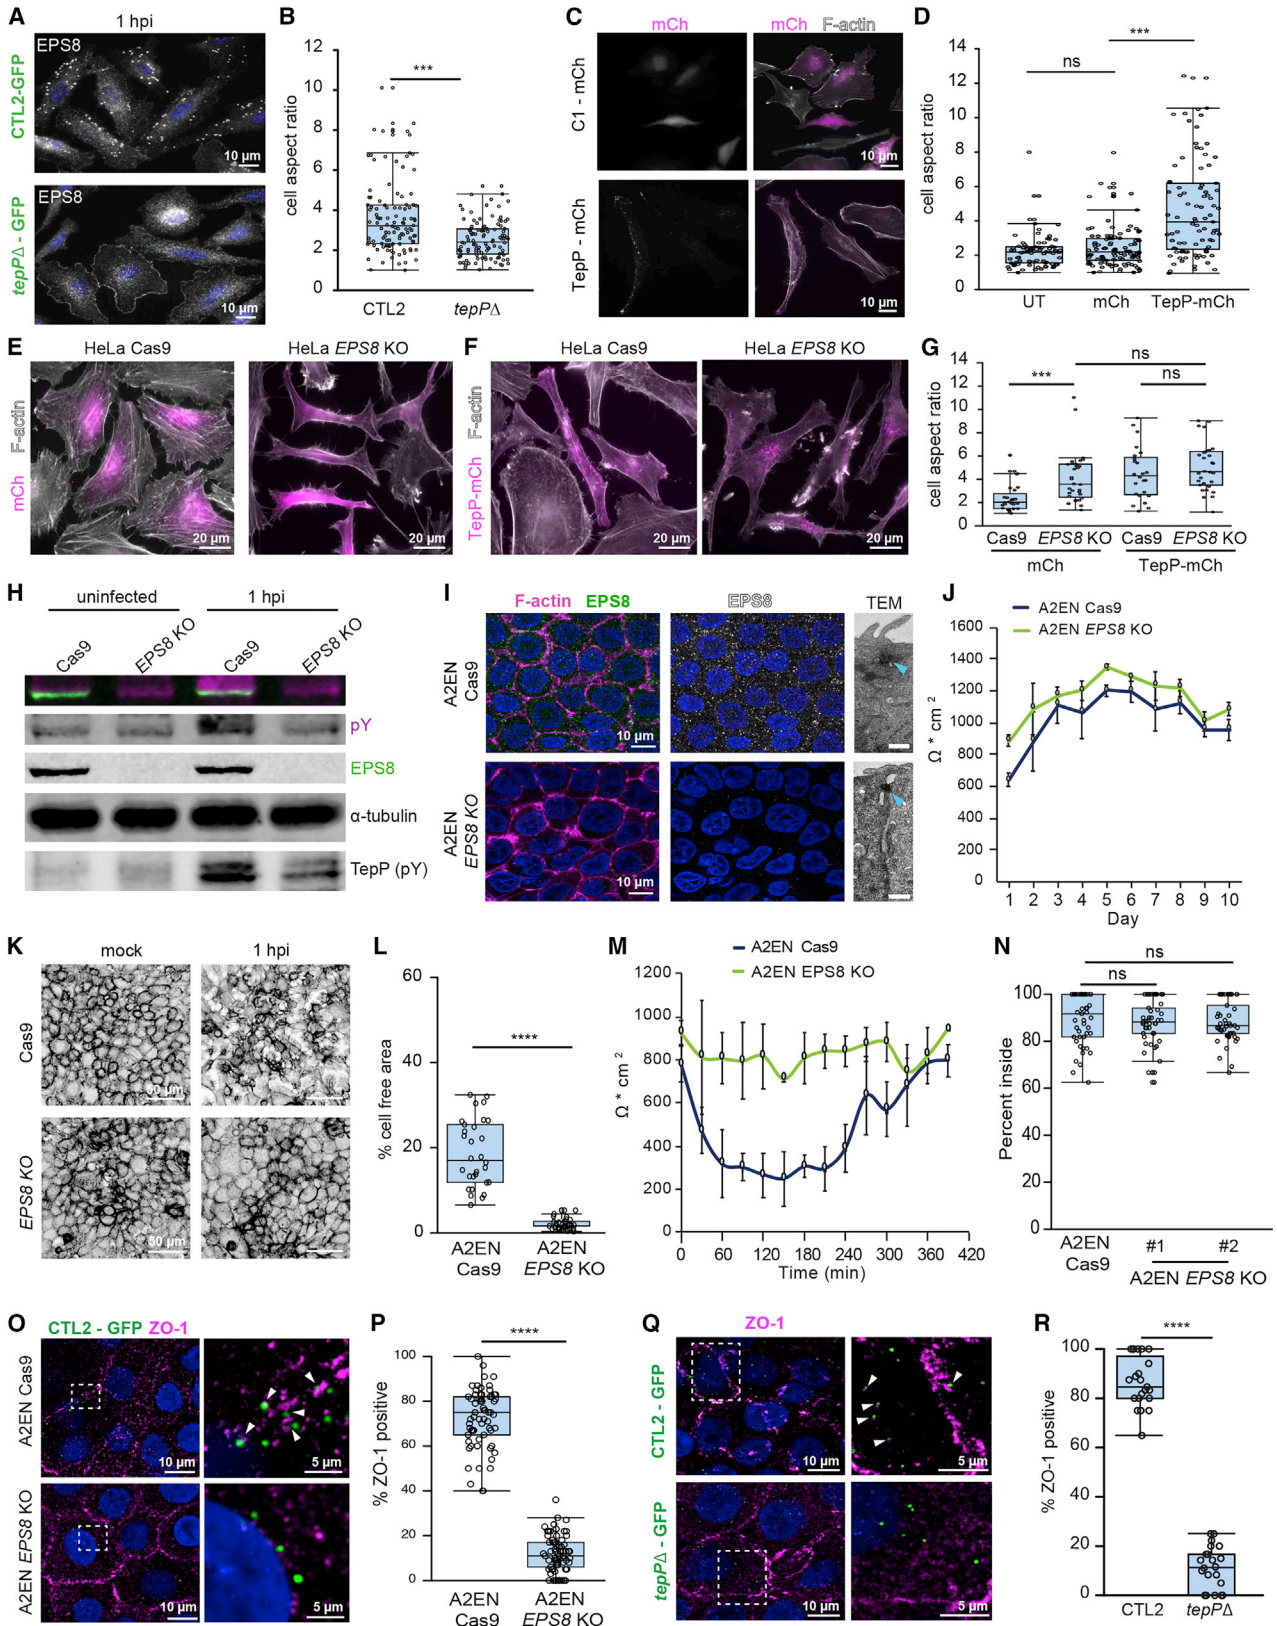 A
1 hpi
EPS8
CTL2-GFP
10 µm
EPS8
tepPΔ - GFP
10 µm
B
***
cell aspect ratio
12
10
8
6
4
2
0
CTL2
tepPΔ
C
mCh
mCh F-actin
C1 - mCh
10 µm
TepP - mCh
10 µm
D
***
ns
cell aspect ratio
14
12
10
8
6
4
2
0
UT
mCh
TepP-mCh
E
HeLa Cas9
HeLa EPS8 KO
mCh F-actin
20 µm
20 µm
F
HeLa Cas9
HeLa EPS8 KO
TepP-mCh F-actin
20 µm
20 µm
G
ns
***
ns
cell aspect ratio
14
12
10
8
6
4
2
0
Cas9
EPS8 KO
Cas9
EPS8 KO
mCh
TepP-mCh
H
uninfected
1 hpi
Cas9
EPS8 KO
Cas9
EPS8 KO
pY
EPS8
α-tubulin
TepP (pY)
I
F-actin EPS8
EPS8
TEM
A2EN Cas9
10 µm
A2EN EPS8 KO
10 µm
J
A2EN Cas9
A2EN EPS8 KO
Ω * cm 2
1600
1400
1200
1000
800
600
400
200
0
1 2 3 4 5 6 7 8 9 10
Day
K
mock
1 hpi
Cas9
50 µm
EPS8 KO
50 µm
L
****
% cell free area
60
40
20
0
A2EN Cas9
A2EN EPS8 KO
M
A2EN Cas9
A2EN EPS8 KO
Ω * cm 2
1200
1000
800
600
400
200
0
0 60 120 180 240 300 360 420
Time (min)
N
ns
ns
Percent inside
100
80
60
40
20
0
A2EN Cas9
#1
#2
A2EN EPS8 KO
O
CTL2 - GFP ZO-1
A2EN Cas9
10 µm
5 µm
A2EN EPS8 KO
10 µm
5 µm
P
****
% ZO-1 positive
100
80
60
40
20
0
A2EN Cas9
A2EN EPS8 KO
Q
ZO-1
CTL2 - GFP
10 µm
5 µm
tepPΔ - GFP
10 µm
5 µm
R
****
% ZO-1 positive
100
80
60
40
20
0
CTL2
tepPΔ